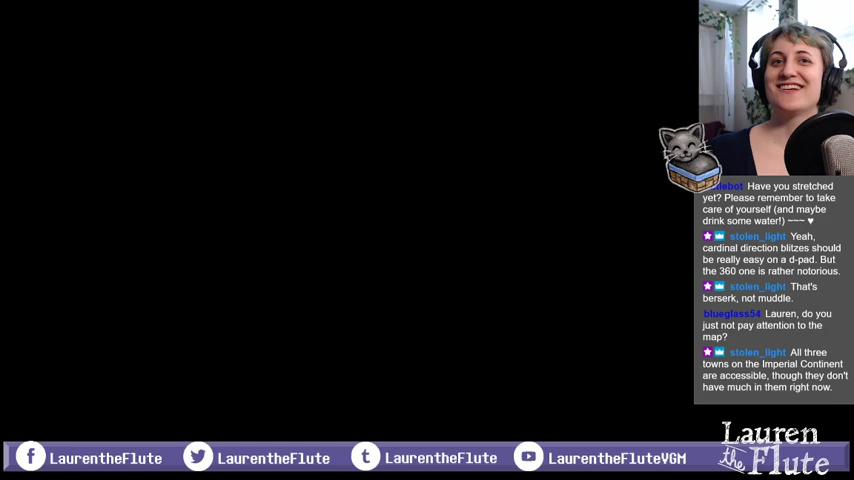 Have you stretched
yet? Please remember to take
care of yourself (and maybe
drink some water!) ~~~ ♥
stolen_light Yeah,
cardinal direction blitzes should
be really easy on a d-pad. But
the 360 one is rather notorious.
stolen_light That's
berserk, not muddle.
blueglass54 Lauren, do you
just not pay attention to the
map?
stolen_light All three
towns on the Imperial Continent
are accessible, though they don't
have much in them right now.
Lauren
the Flute
LaurentheFlute
LaurentheFlute
LaurentheFlute
LaurentheFluteVGM